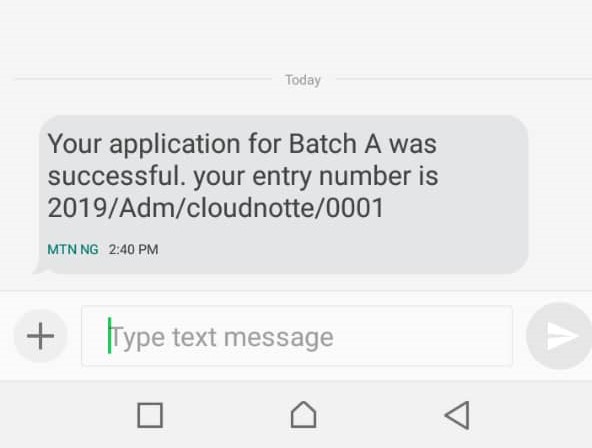 Today
Your application for Batch A was
successful. your entry number is
2019/Adm/cloudnotte/0001
MTN NG 2:40 PM
Type text message